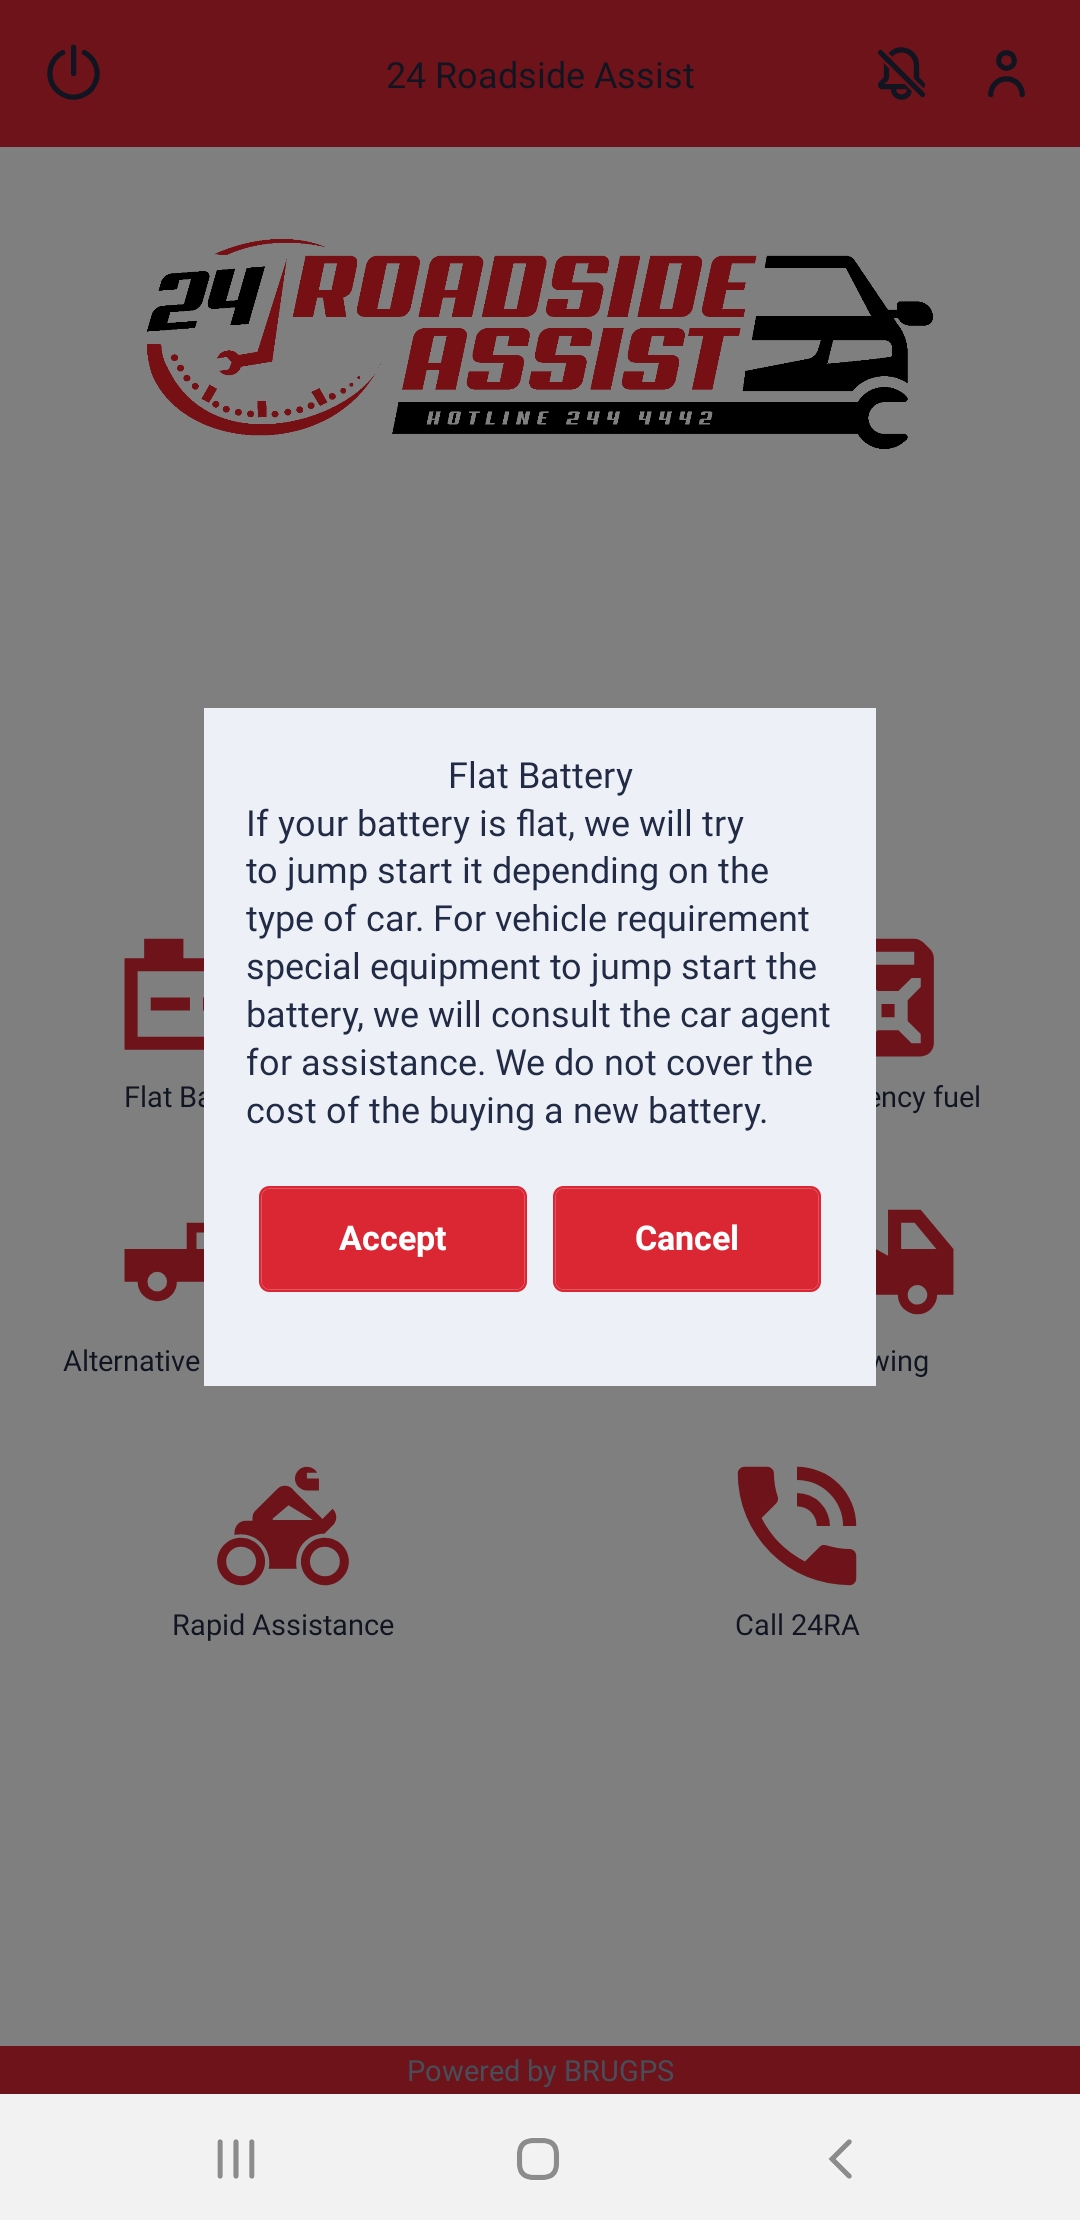 24 Roadside Assist
24 ROADSIDE
ASSIST
HOTLINE 244 4442
Flat Battery
If your battery is flat, we will try
to jump start it depending on the
type of car. For vehicle requirement
special equipment to jump start the
battery, we will consult the car agent
for assistance. We do not cover the
cost of the buying a new battery.
Accept Cancel
Flat Ba ency fuel
Alternative wing
Rapid Assistance Call 24RA
Powered by BRUGPS